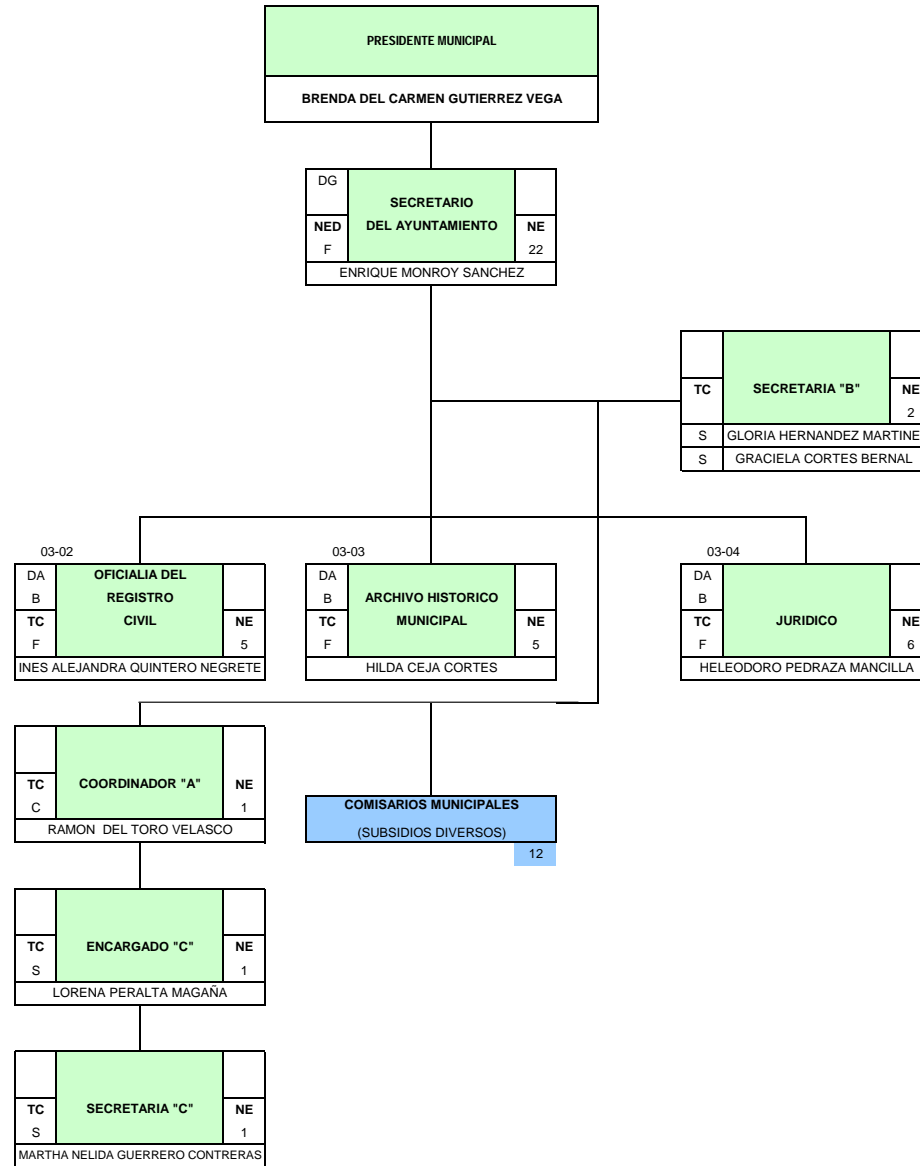 PRESIDENTE MUNICIPAL
BRENDA DEL CARMEN GUTIERREZ VEGA
DG
SECRETARIO
NED DEL AYUNTAMIENTO NE
F 22
ENRIQUE MONROY SANCHEZ
TC SECRETARIA "B" NE
2
S GLORIA HERNANDEZ MARTINE
S GRACIELA CORTES BERNAL
03-02
DA OFICIALIA DEL
B REGISTRO
TC CIVIL NE
F 5
INES ALEJANDRA QUINTERO NEGRETE
03-03
DA
B ARCHIVO HISTORICO
TC MUNICIPAL NE
F 5
HILDA CEJA CORTES
03-04
DA
B
TC JURIDICO NE
F 6
HELEODORO PEDRAZA MANCILLA
TC COORDINADOR "A" NE
C 1
RAMON DEL TORO VELASCO
COMISARIOS MUNICIPALES
(SUBSIDIOS DIVERSOS)
12
TC ENCARGADO "C" NE
S 1
LORENA PERALTA MAGAÑA
TC SECRETARIA "C" NE
S 1
MARTHA NELIDA GUERRERO CONTRERAS